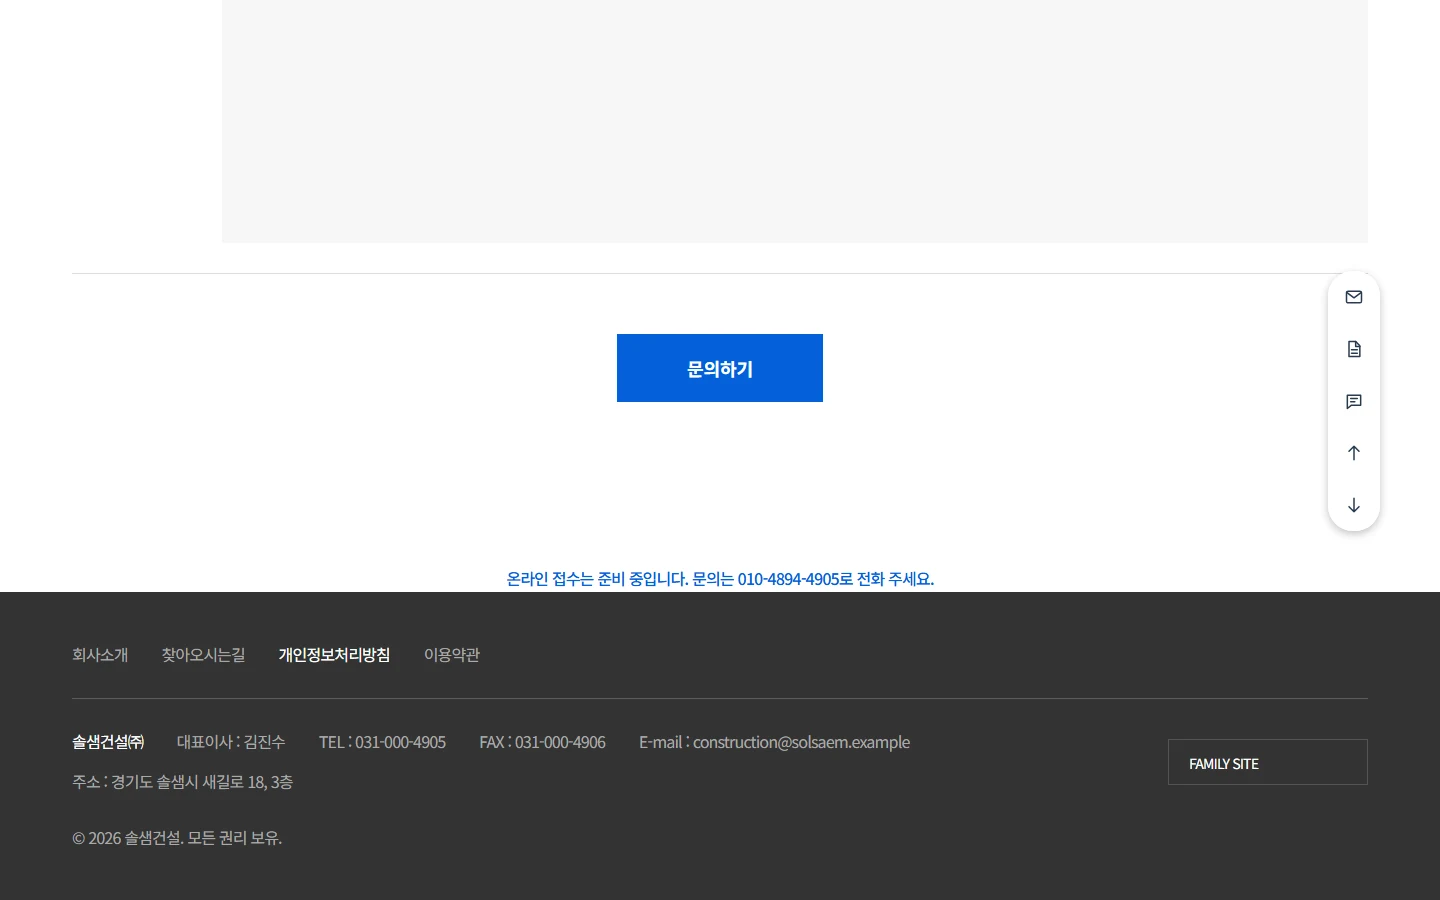 문의하기
온라인 접수는 준비 중입니다. 문의는 010-4894-4905로 전화 주세요.
회사소개 찾아오시는길 개인정보처리방침 이용약관
솔샘건설㈜ 대표이사 : 김진수 TEL : 031-000-4905 FAX : 031-000-4906 E-mail : construction@solsaem.example
주소 : 경기도 솔샘시 새길로 18, 3층
FAMILY SITE
© 2026 솔샘건설. 모든 권리 보유.